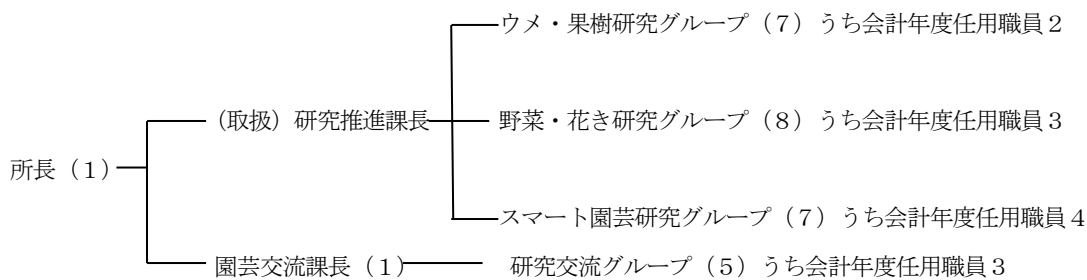 ウメ・果樹研究グループ（７）うち会計年度任用職員２
（取扱）研究推進課長
野菜・花き研究グループ（８）うち会計年度任用職員３
所長（１）
スマート園芸研究グループ（７）うち会計年度任用職員４
園芸交流課長（１）
研究交流グループ（５）うち会計年度任用職員３